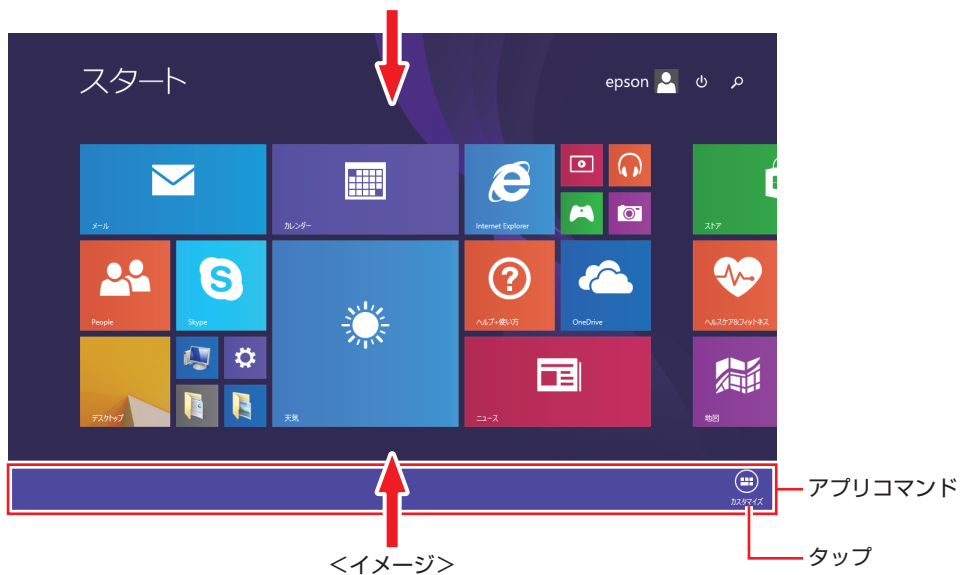 スタート
epson
メール
カレンダー
Internet Explorer
ストア
People
Skype
ヘルプ+使い方
OneDrive
ヘルスケア&フィットネス
デスクトップ
天気
ニュース
地図
カスタマイズ
アプリコマンド
タップ
<イメージ>